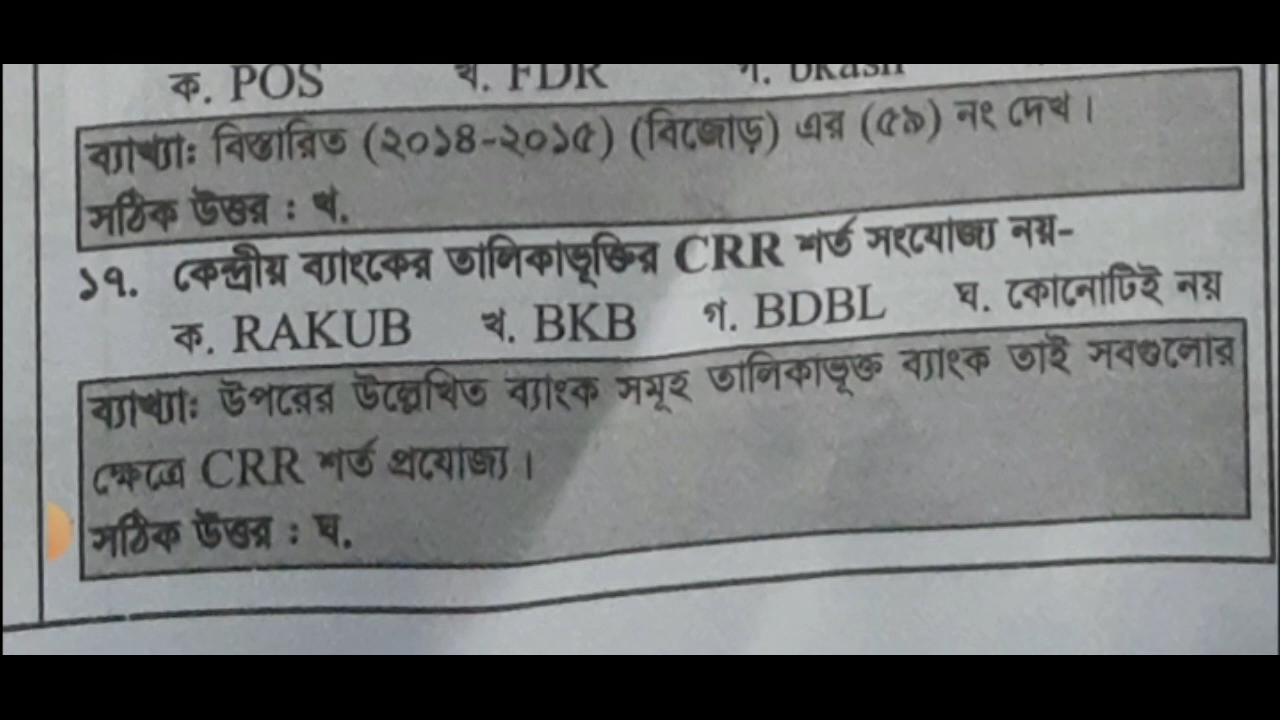 ক. POS খ. FDR গ. bkash
ব্যাখ্যা: বিস্তারিত (২০১৪-২০১৫) (বিজোড়) এর (৫৯) নং দেখ।
সঠিক উত্তর : খ.
১৭. কেন্দ্রীয় ব্যাংকের তালিকাভূক্তির CRR শর্ত সংযোজ্য নয়-
ক. RAKUB খ. BKB গ. BDBL ঘ. কোনোটিই নয়
ব্যাখ্যা: উপরের উল্লেখিত ব্যাংক সমূহ তালিকাভূক্ত ব্যাংক তাই সবগুলোর
ক্ষেত্রে CRR শর্ত প্রযোজ্য।
সঠিক উত্তর : ঘ.